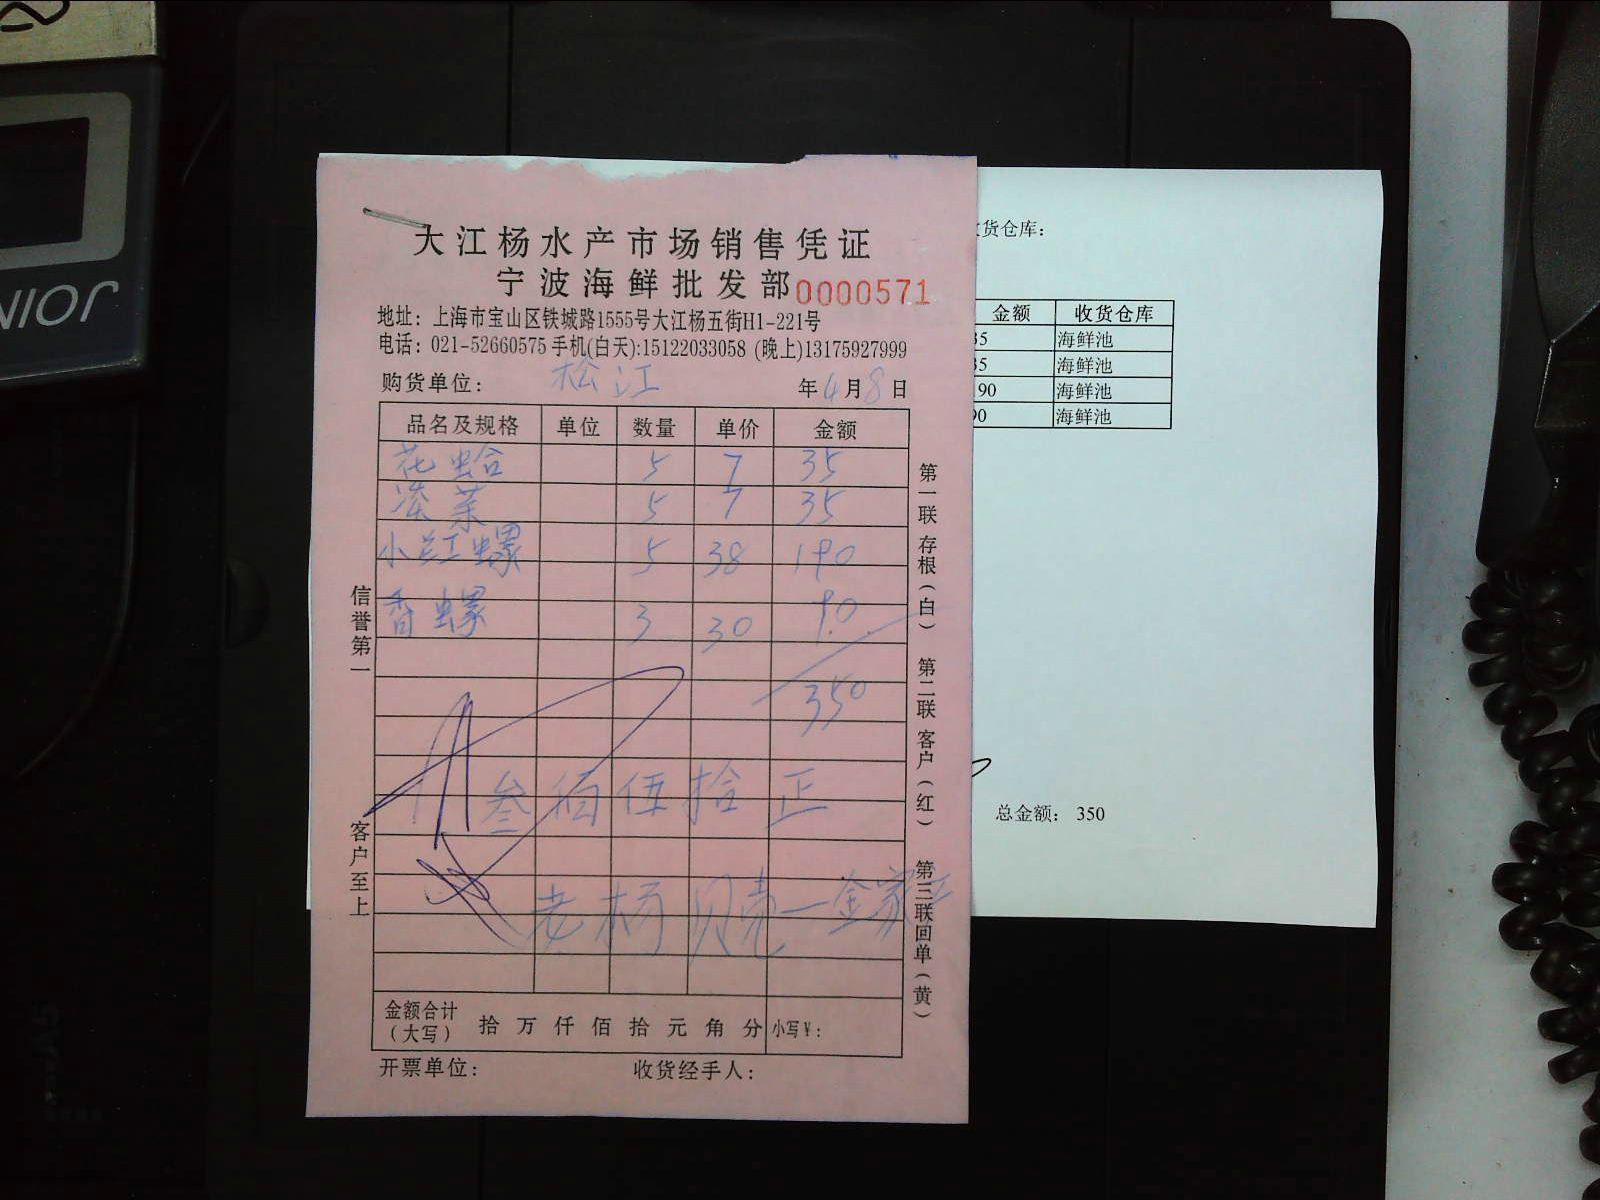 大江杨水产市场销售凭证
宁波海鲜批发部 0000571
地址：上海市宝山区铁城路1555号大江杨五街H1-221号
电话：021-52660575 手机(白天):15122033058 (晚上)13175927999
购货单位： 松江 年4月8日
品名及规格 单位 数量 单价 金额
花蛤 5 7 35
淡菜 5 7 35
小红螺 5 38 190
香螺 3 30 90
350
叁佰伍拾正
老杨贝壳—金家
金额合计（大写） 拾 万 仟 佰 拾 元 角 分 小写￥：
开票单位： 收货经手人：
信誉第一
客户至上
第一联存根（白） 第二联客户（红） 第三联回单（黄）
货仓库：
金额 收货仓库
35 海鲜池
35 海鲜池
190 海鲜池
90 海鲜池
总金额： 350
NIOR